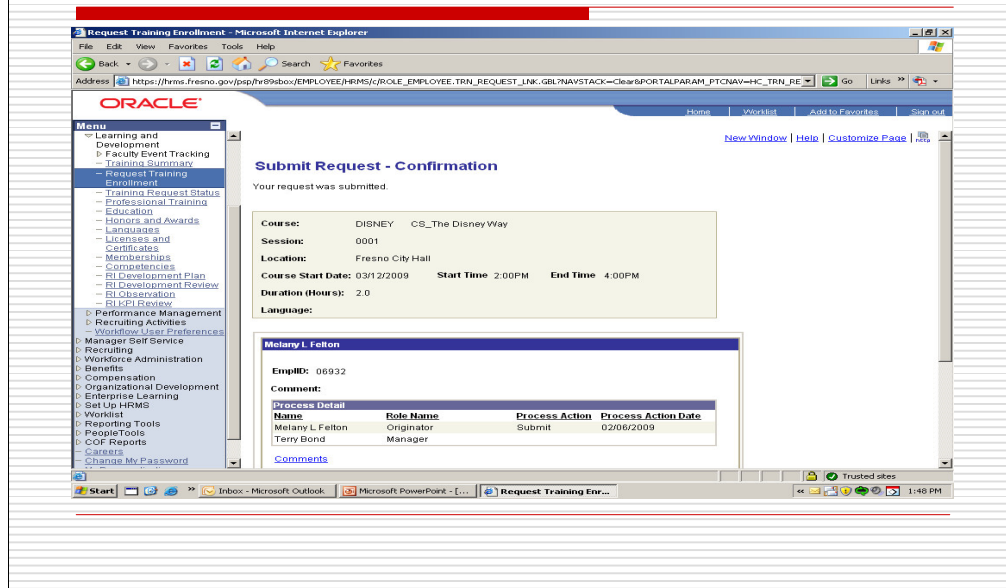 Request Training Enrollment - Microsoft Internet Explorer
File Edit View Favorites Tools Help
Back Search Favorites
Address https://hrms.fresno.gov/psp/hr89sbox/EMPLOYEE/HRMS/c/ROLE_EMPLOYEE.TRN_REQUEST_LNK.GBL?NAVSTACK=Clear&PORTALPARAM_PTCNAV=HC_TRN_RE Go Links »
ORACLE
Home Worklist Add to Favorites Sign out
Menu
Learning and
Development
Faculty Event Tracking
Training Summary
Request Training
Enrollment
Training Request Status
Professional Training
Education
Honors and Awards
Languages
Licenses and
Certificates
Memberships
Competencies
RI Development Plan
RI Development Review
RI Observation
RI KPI Review
Performance Management
Recruiting Activities
Workflow User Preferences
Manager Self Service
Recruiting
Workforce Administration
Benefits
Compensation
Organizational Development
Enterprise Learning
Set Up HRMS
Worklist
Reporting Tools
PeopleTools
COF Reports
Careers
Change My Password
New Window | Help | Customize Page | http
Submit Request - Confirmation
Your request was submitted.
Course: DISNEY CS_The Disney Way
Session: 0001
Location: Fresno City Hall
Course Start Date: 03/12/2009 Start Time 2:00PM End Time 4:00PM
Duration (Hours): 2.0
Language:
Melany L Felton
EmplID: 06932
Comment:
Process Detail
Name Role Name Process Action Process Action Date
Melany L Felton Originator Submit 02/06/2009
Terry Bond Manager
Comments
Trusted sites
Start » Inbox - Microsoft Outlook Microsoft PowerPoint - [... Request Training Enr... « 1:48 PM